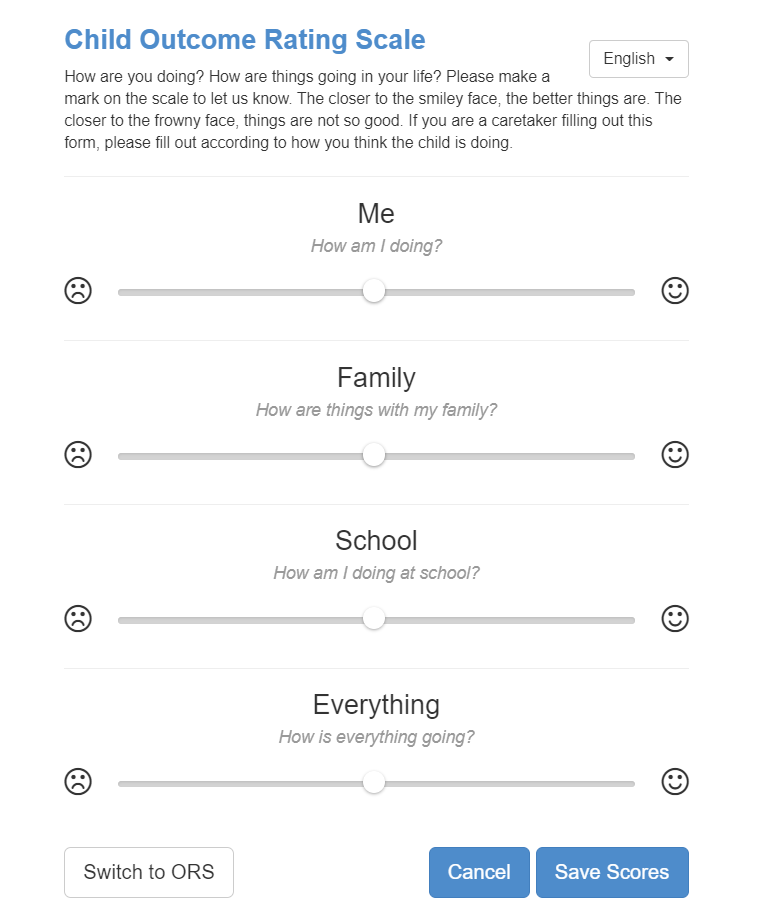 Child Outcome Rating Scale
English
How are you doing? How are things going in your life? Please make a
mark on the scale to let us know. The closer to the smiley face, the better things are. The
closer to the frowny face, things are not so good. If you are a caretaker filling out this
form, please fill out according to how you think the child is doing.
Me
How am I doing?
Family
How are things with my family?
School
How am I doing at school?
Everything
How is everything going?
Switch to ORS
Cancel
Save Scores